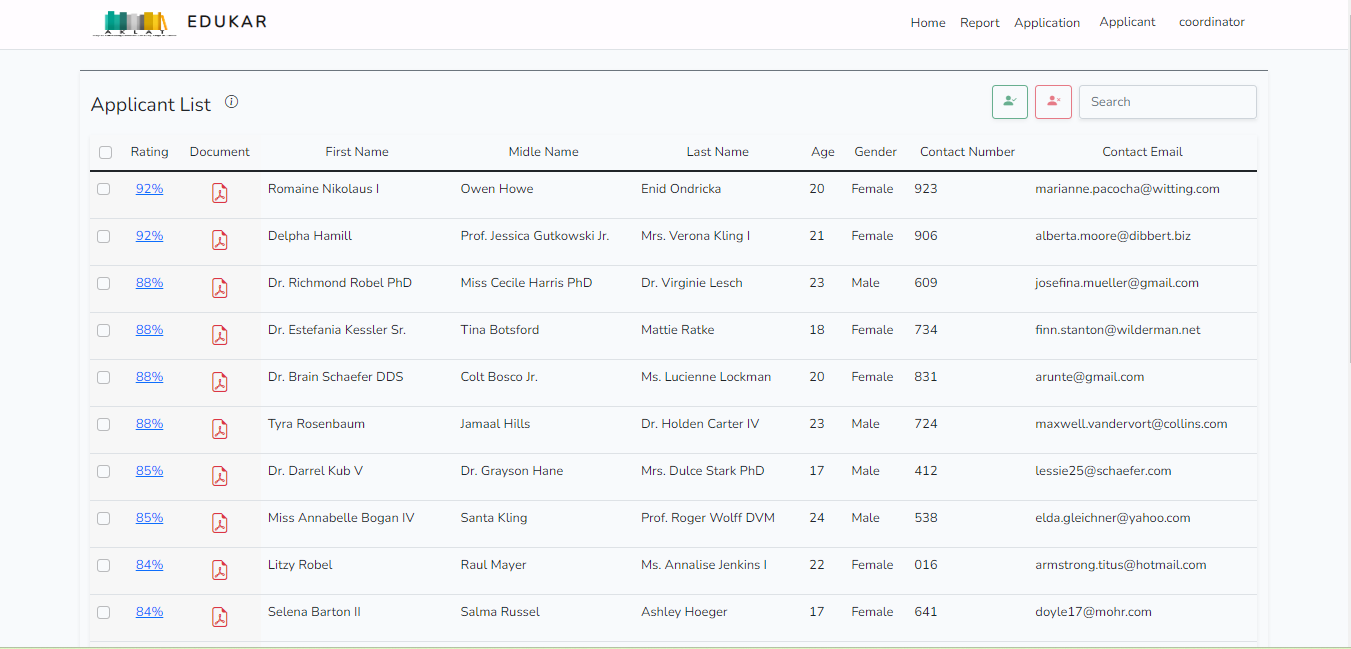 EDUKAR
AKLAT
Home Report Application Applicant coordinator
Applicant List
Search
Rating Document First Name Midle Name Last Name Age Gender Contact Number Contact Email
92% Romaine Nikolaus I Owen Howe Enid Ondricka 20 Female 923 marianne.pacocha@witting.com
92% Delpha Hamill Prof. Jessica Gutkowski Jr. Mrs. Verona Kling I 21 Female 906 alberta.moore@dibbert.biz
88% Dr. Richmond Robel PhD Miss Cecile Harris PhD Dr. Virginie Lesch 23 Male 609 josefina.mueller@gmail.com
88% Dr. Estefania Kessler Sr. Tina Botsford Mattie Ratke 18 Female 734 finn.stanton@wilderman.net
88% Dr. Brain Schaefer DDS Colt Bosco Jr. Ms. Lucienne Lockman 20 Female 831 arunte@gmail.com
88% Tyra Rosenbaum Jamaal Hills Dr. Holden Carter IV 23 Male 724 maxwell.vandervort@collins.com
85% Dr. Darrel Kub V Dr. Grayson Hane Mrs. Dulce Stark PhD 17 Male 412 lessie25@schaefer.com
85% Miss Annabelle Bogan IV Santa Kling Prof. Roger Wolff DVM 24 Male 538 elda.gleichner@yahoo.com
84% Litzy Robel Raul Mayer Ms. Annalise Jenkins I 22 Female 016 armstrong.titus@hotmail.com
84% Selena Barton II Salma Russel Ashley Hoeger 17 Female 641 doyle17@mohr.com